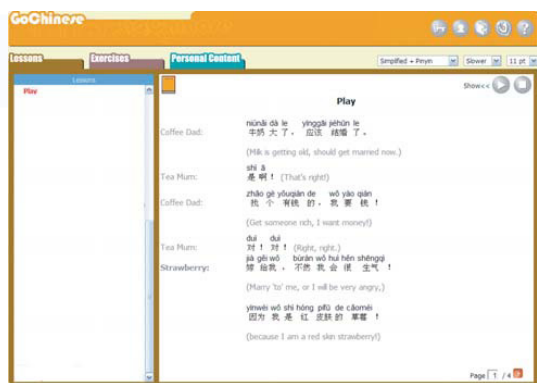 GoChinese
Lessons Exercises Personal Content
Simplified + Pinyin Slower 11 pt
Lessons
Play
Show<<
Play
niúnǎi dà le yīnggāi jiéhūn le
Coffee Dad: 牛奶 大 了， 应该 结婚 了。
(Milk is getting old, should get married now.)
shì ā
Tea Mum: 是 啊！ (That's right!)
zhǎo gè yǒuqián de wǒ yào qián
Coffee Dad: 找 个 有钱 的， 我 要 钱！
(Get someone rich, I want money!)
duì duì
Tea Mum: 对！ 对！ (Right, right.)
jià gěi wǒ bùrán wǒ huì hěn shēngqì
Strawberry: 嫁 给我， 不然 我 会 很 生气！
(Marry 'to' me, or I will be very angry,)
yīnwèi wǒ shì hóng pífū de cǎoméi
因为 我 是 红 皮肤 的 草莓！
(because I am a red skin strawberry!)
Page 1 / 4